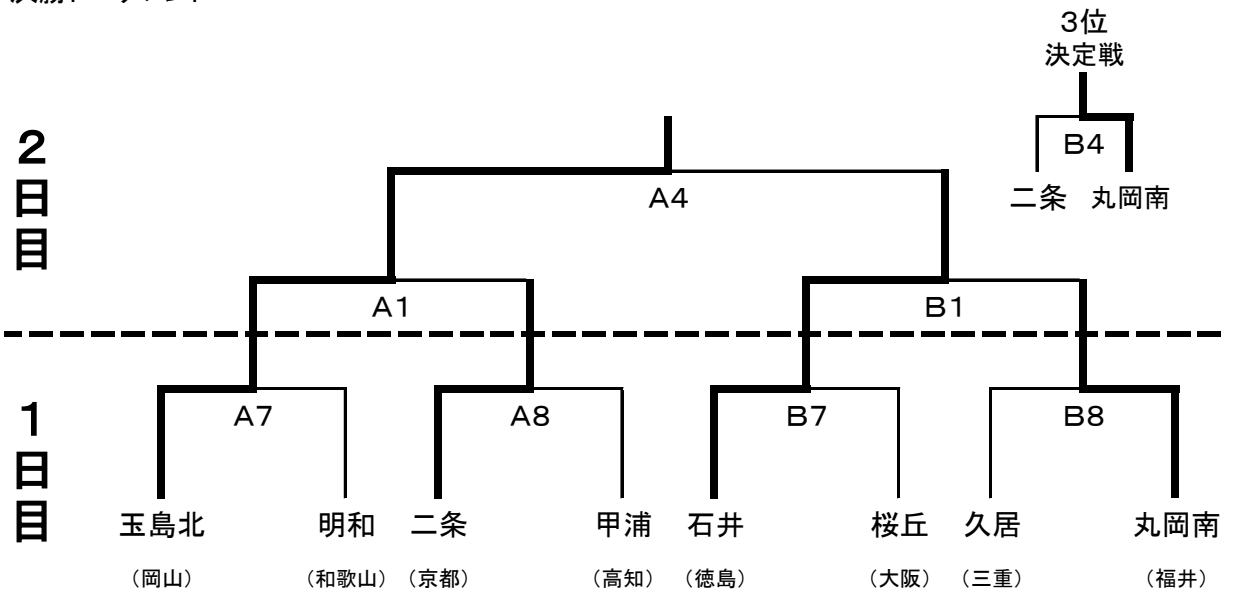 3位
決定戦
B4
二条 丸岡南
2日目
A4
A1 B1
1日目
A7 A8 B7 B8
玉島北 明和 二条 甲浦 石井 桜丘 久居 丸岡南
（岡山） （和歌山） （京都） （高知） （徳島） （大阪） （三重） （福井）